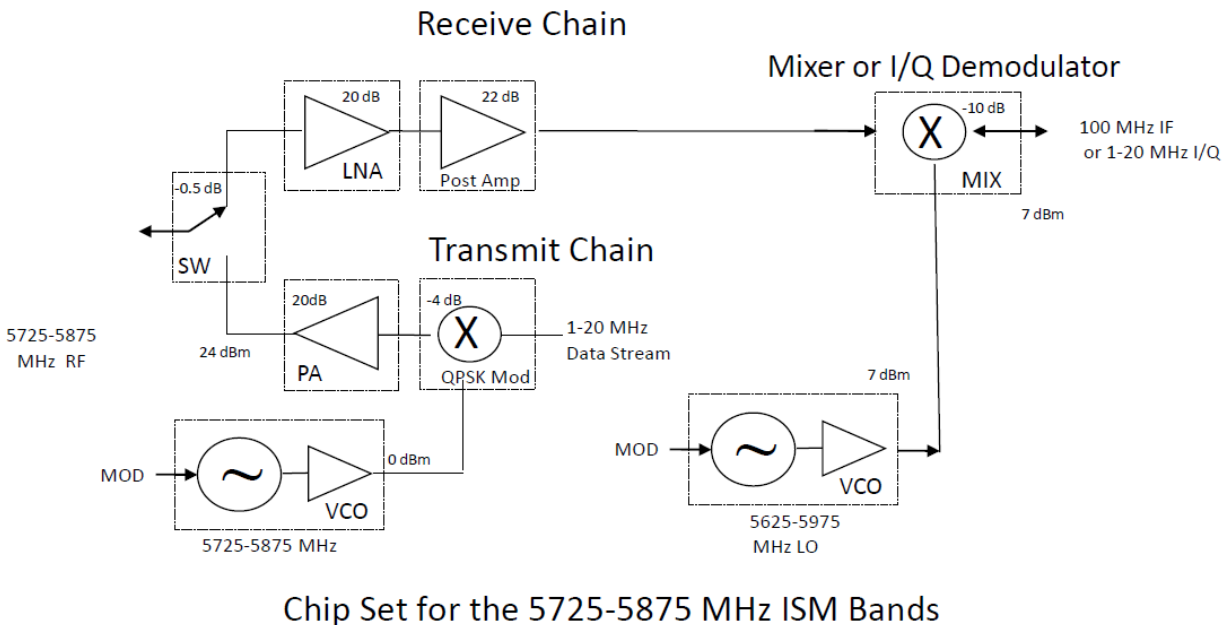 Receive Chain
Mixer or I/Q Demodulator
20 dB
LNA
22 dB
Post Amp
-10 dB
X
MIX
100 MHz IF
or 1-20 MHz I/Q
7 dBm
-0.5 dB
SW
Transmit Chain
5725-5875
MHz RF
24 dBm
20dB
PA
-4 dB
X
QPSK Mod
1-20 MHz
Data Stream
MOD
~
VCO
0 dBm
5725-5875 MHz
7 dBm
MOD
~
VCO
5625-5975
MHz LO
Chip Set for the 5725-5875 MHz ISM Bands